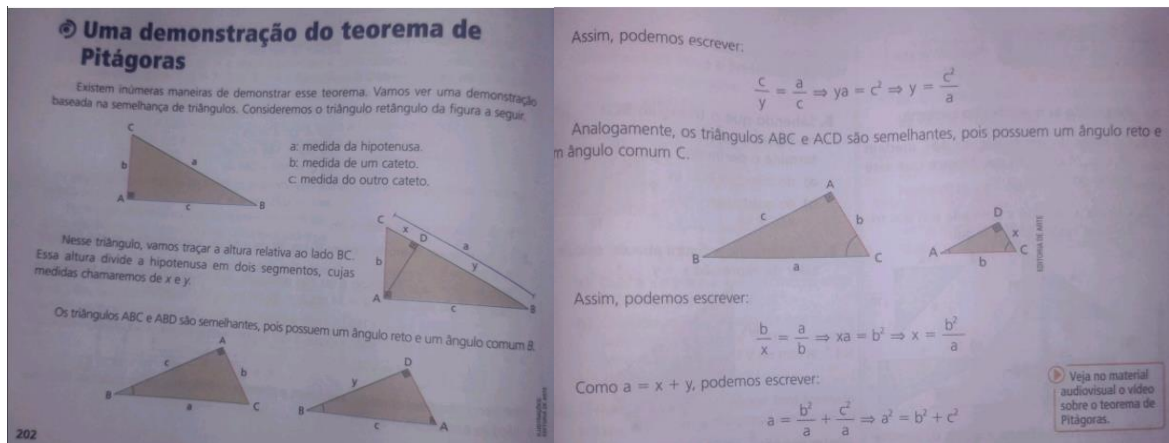 Uma demonstração do teorema de
Pitágoras
Existem inúmeras maneiras de demonstrar esse teorema. Vamos ver uma demonstração
baseada na semelhança de triângulos. Consideremos o triângulo retângulo da figura a seguir.
C
b
a
A
c
B
a: medida da hipotenusa.
b: medida de um cateto.
c: medida do outro cateto.
Nesse triângulo, vamos traçar a altura relativa ao lado BC.
Essa altura divide a hipotenusa em dois segmentos, cujas
medidas chamaremos de x e y.
C
x
D
a
b
y
A
c
B
Os triângulos ABC e ABD são semelhantes, pois possuem um ângulo reto e um ângulo comum B.
A
c
b
B
a
C
D
y
B
c
A
EDITORIA DE ARTE
202
Assim, podemos escrever:
c/y = a/c ⇒ ya = c² ⇒ y = c²/a
Analogamente, os triângulos ABC e ACD são semelhantes, pois possuem um ângulo reto e
m ângulo comum C.
A
c
b
B
a
C
D
x
A
b
C
EDITORIA DE ARTE
Assim, podemos escrever:
b/x = a/b ⇒ xa = b² ⇒ x = b²/a
Como a = x + y, podemos escrever:
a = b²/a + c²/a ⇒ a² = b² + c²
Veja no material
audiovisual o vídeo
sobre o teorema de
Pitágoras.